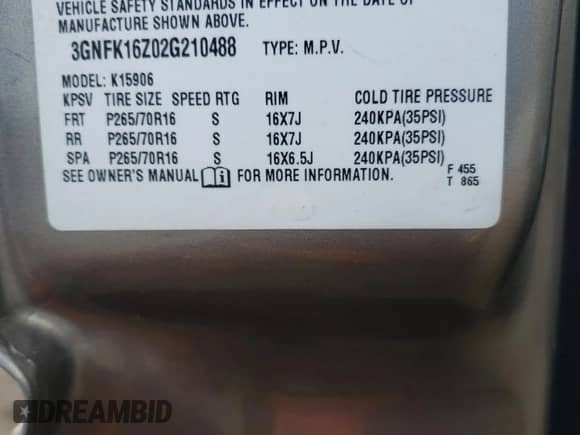 VEHICLE SAFETY STANDARDS IN EFFECT ON THE DATE OF
MANUFACTURE SHOWN ABOVE.
3GNFK16Z02G210488 TYPE: M.P.V.
MODEL: K15906
KPSV TIRE SIZE SPEED RTG RIM COLD TIRE PRESSURE
FRT P265/70R16 S 16X7J 240KPA(35PSI)
RR P265/70R16 S 16X7J 240KPA(35PSI)
SPA P265/70R16 S 16X6.5J 240KPA(35PSI)
SEE OWNER'S MANUAL FOR MORE INFORMATION.
F 455
T 865
DREAMBID